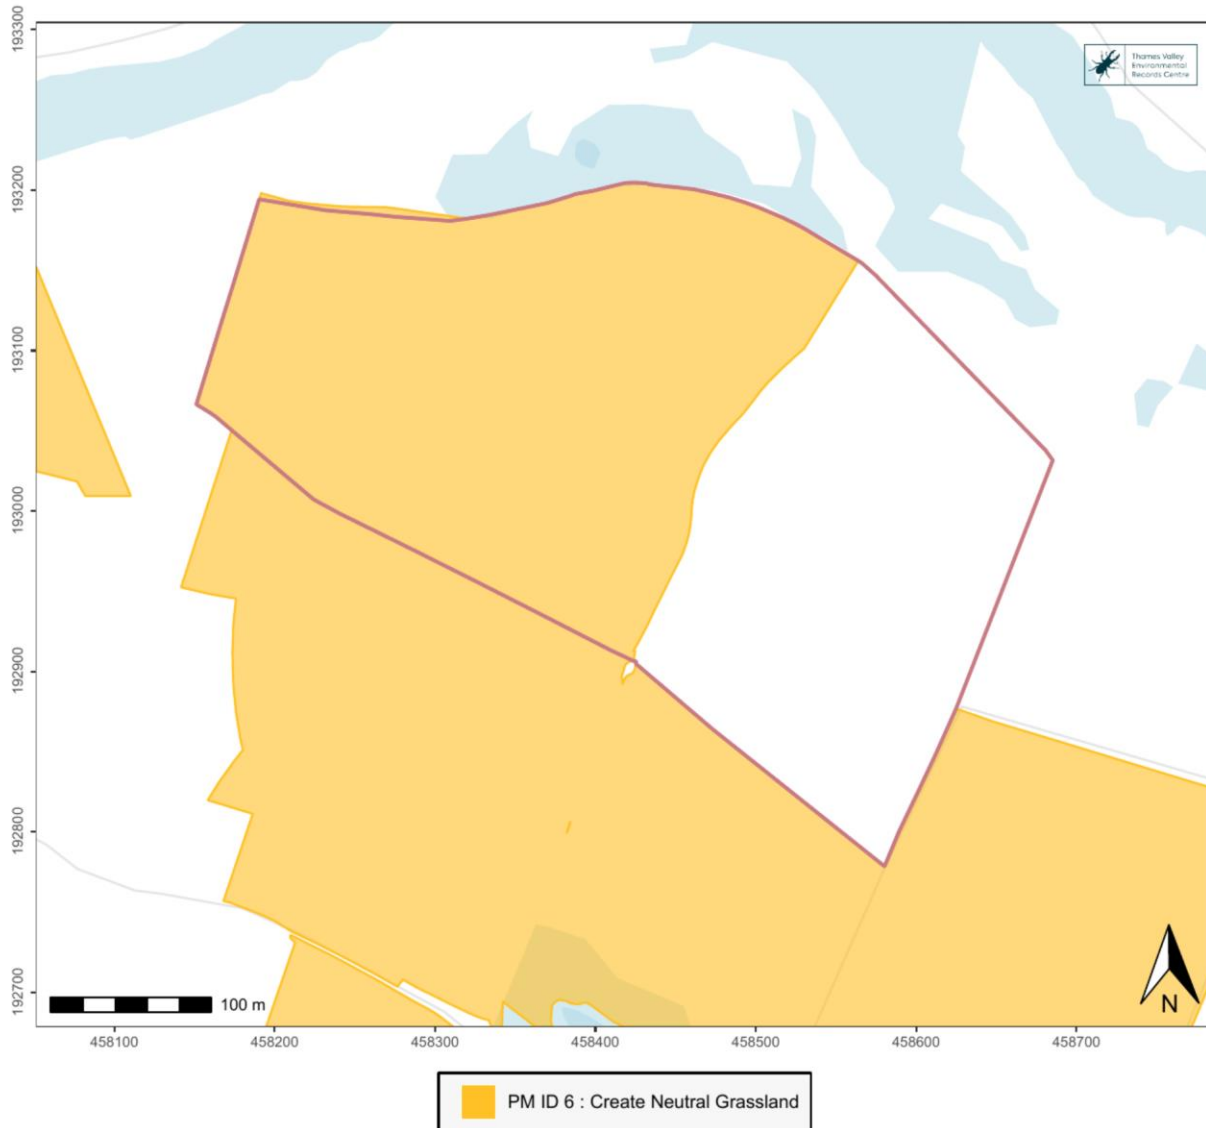 193300
193200
193100
193000
192900
192800
192700
Thames Valley
Environmental
Records Centre
100 m
N
458100 458200 458300 458400 458500 458600 458700
PM ID 6 : Create Neutral Grassland